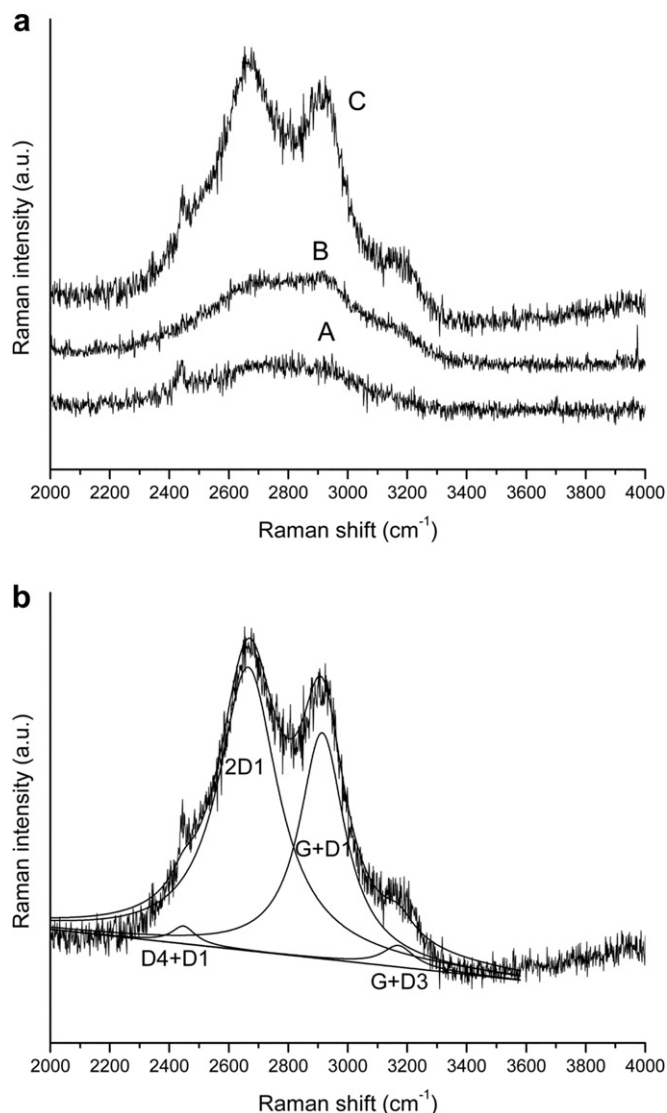 a
C
B
A
Raman intensity (a.u.)
2000 2200 2400 2600 2800 3000 3200 3400 3600 3800 4000
Raman shift (cm⁻¹)
b
2D1
G+D1
D4+D1
G+D3
Raman intensity (a.u.)
2000 2200 2400 2600 2800 3000 3200 3400 3600 3800 4000
Raman shift (cm⁻¹)